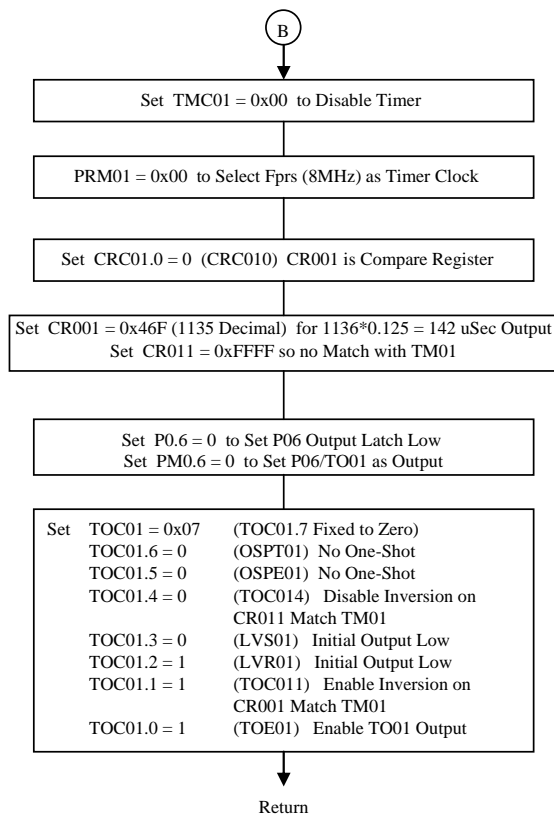 B
Set TMC01 = 0x00 to Disable Timer
PRM01 = 0x00 to Select Fprs (8MHz) as Timer Clock
Set CRC01.0 = 0 (CRC010) CR001 is Compare Register
Set CR001 = 0x46F (1135 Decimal) for 1136*0.125 = 142 uSec Output
Set CR011 = 0xFFFF so no Match with TM01
Set P0.6 = 0 to Set P06 Output Latch Low
Set PM0.6 = 0 to Set P06/TO01 as Output
Set TOC01 = 0x07 (TOC01.7 Fixed to Zero)
TOC01.6 = 0 (OSPT01) No One-Shot
TOC01.5 = 0 (OSPE01) No One-Shot
TOC01.4 = 0 (TOC014) Disable Inversion on
CR011 Match TM01
TOC01.3 = 0 (LVS01) Initial Output Low
TOC01.2 = 1 (LVR01) Initial Output Low
TOC01.1 = 1 (TOC011) Enable Inversion on
CR001 Match TM01
TOC01.0 = 1 (TOE01) Enable TO01 Output
Return